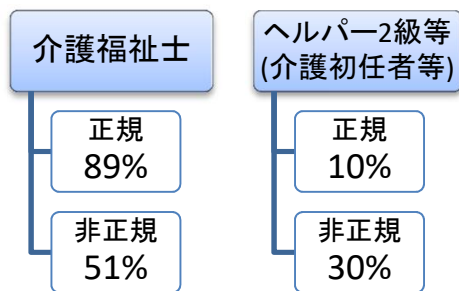 介護福祉士
正規
89%
非正規
51%
ヘルパー2級等
(介護初任者等)
正規
10%
非正規
30%